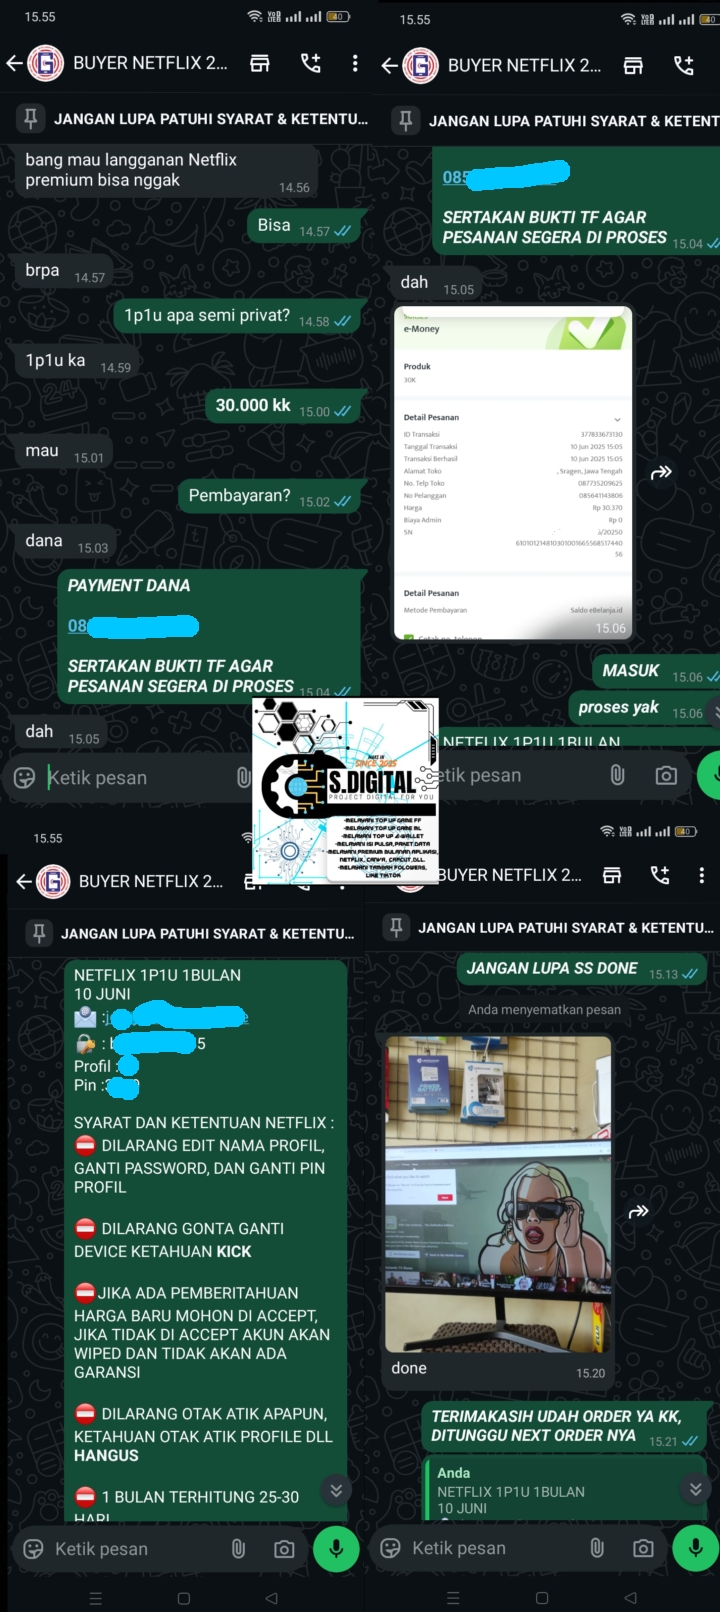 15.55
BUYER NETFLIX 2...
JANGAN LUPA PATUHI SYARAT & KETENTU...
bang mau langganan Netflix
premium bisa nggak
14.56
Bisa 14.57
brpa 14.57
1p1u apa semi privat? 14.58
1p1u ka 14.59
30.000 kk 15.00
mau 15.01
Pembayaran? 15.02
dana 15.03
PAYMENT DANA
08
SERTAKAN BUKTI TF AGAR
PESANAN SEGERA DI PROSES 15.04
dah 15.05
Ketik pesan
15.55
BUYER NETFLIX 2...
JANGAN LUPA PATUHI SYARAT & KETENT
085
SERTAKAN BUKTI TF AGAR
PESANAN SEGERA DI PROSES 15.04
dah 15.05
e-Money
Produk
30K
Detail Pesanan
ID Transaksi 377833673130
Tanggal Transaksi 10 Jun 2025 15:05
Transaksi Berhasil 10 Jun 2025 15:05
Alamat Toko , Sragen, Jawa Tengah
No. Telp Toko 087735209625
No Pelanggan 085641143806
Harga Rp 30.370
Biaya Admin Rp 0
SN
Detail Pesanan
Metode Pembayaran Saldo eBelanja.id
15.06
MASUK 15.06
proses yak 15.06
NETFLIX 1P1U 1BULAN
etik pesan
MAKE IN
SINCE 2025
S.DIGITAL
PROJECT DIGITAL FOR YOU
-MELAYANI TOP UP GAME FF
-MELAYANI TOP UP GAME ML
-MELAYANI TOP UP E-WALLET
-MELAYANI ISI PULSA,PAKET DATA
-MELAYANI PREMIUM BULANAN APLIKASI,
NETFLIX, CANVA, CAPCUT,DLL.
-MELAYANI TAMBAH FOLLOWERS,
LIKE TIKTOK
15.55
BUYER NETFLIX 2...
JANGAN LUPA PATUHI SYARAT & KETENTU...
NETFLIX 1P1U 1BULAN
10 JUNI
:
: 5
Profil :
Pin :
SYARAT DAN KETENTUAN NETFLIX :
⛔ DILARANG EDIT NAMA PROFIL,
GANTI PASSWORD, DAN GANTI PIN
PROFIL
⛔ DILARANG GONTA GANTI
DEVICE KETAHUAN KICK
⛔JIKA ADA PEMBERITAHUAN
HARGA BARU MOHON DI ACCEPT,
JIKA TIDAK DI ACCEPT AKUN AKAN
WIPED DAN TIDAK AKAN ADA
GARANSI
⛔ DILARANG OTAK ATIK APAPUN,
KETAHUAN OTAK ATIK PROFILE DLL
HANGUS
⛔ 1 BULAN TERHITUNG 25-30
HARI
Ketik pesan
BUYER NETFLIX 2...
JANGAN LUPA PATUHI SYARAT & KETENTU...
JANGAN LUPA SS DONE 15.13
Anda menyematkan pesan
done 15.20
TERIMAKASIH UDAH ORDER YA KK,
DITUNGGU NEXT ORDER NYA 15.21
Anda
NETFLIX 1P1U 1BULAN
10 JUNI
Ketik pesan